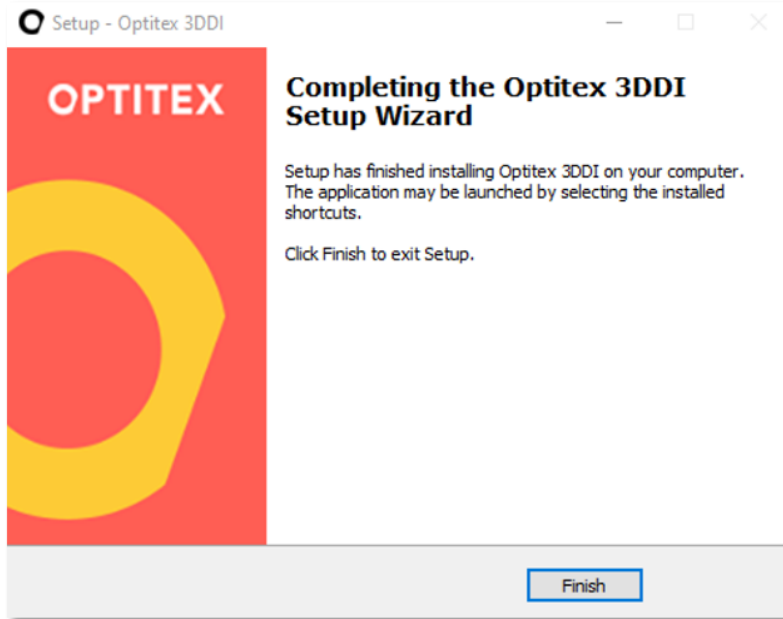 Setup - Optitex 3DDI
OPTITEX
Completing the Optitex 3DDI
Setup Wizard
Setup has finished installing Optitex 3DDI on your computer.
The application may be launched by selecting the installed
shortcuts.
Click Finish to exit Setup.
Finish